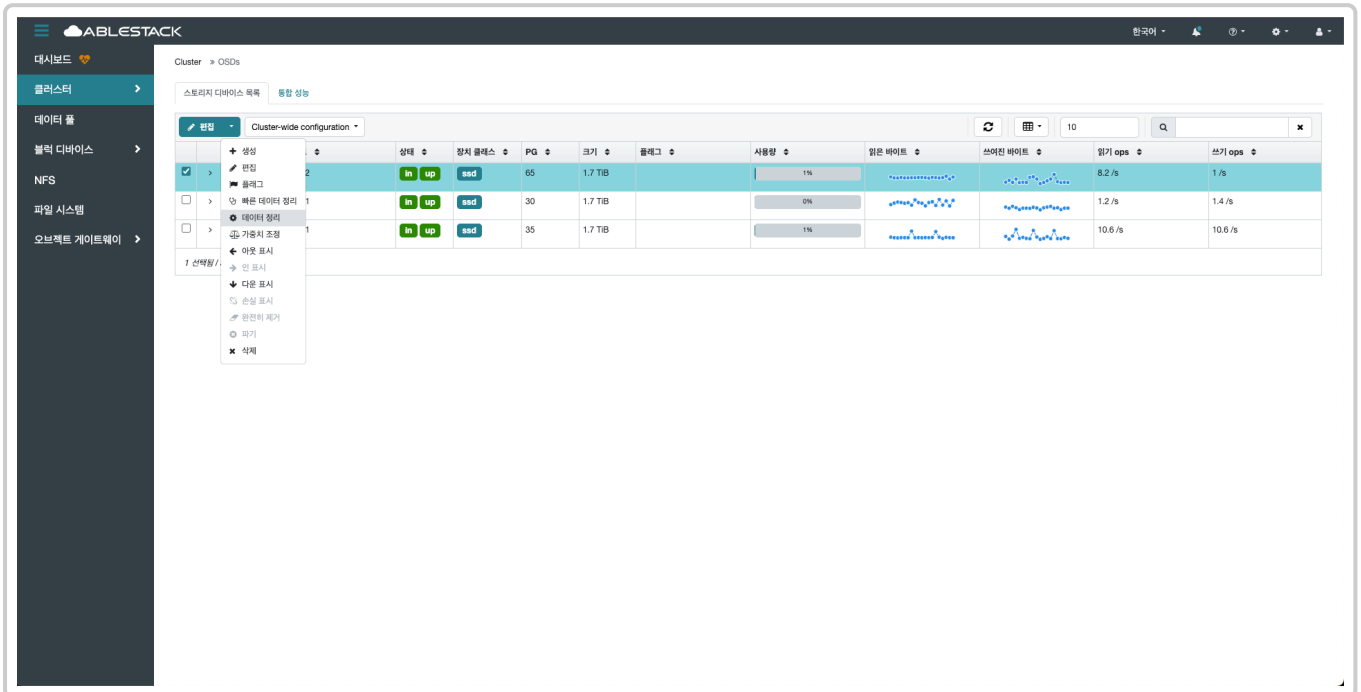 ABLESTACK
한국어
대시보드
클러스터
데이터 풀
블럭 디바이스
NFS
파일 시스템
오브젝트 게이트웨이
Cluster » OSDs
스토리지 디바이스 목록 통합 성능
편집 Cluster-wide configuration 10
상태 장치 클래스 PG 크기 플래그 사용량 읽은 바이트 쓰여진 바이트 읽기 ops 쓰기 ops
2 in up ssd 65 1.7 TiB 1% 8.2 /s 1 /s
1 in up ssd 30 1.7 TiB 0% 1.2 /s 1.4 /s
1 in up ssd 35 1.7 TiB 1% 10.6 /s 10.6 /s
1 선택됨 /
생성
편집
플래그
빠른 데이터 정리
데이터 정리
가중치 조정
아웃 표시
인 표시
다운 표시
손실 표시
완전히 제거
파기
삭제